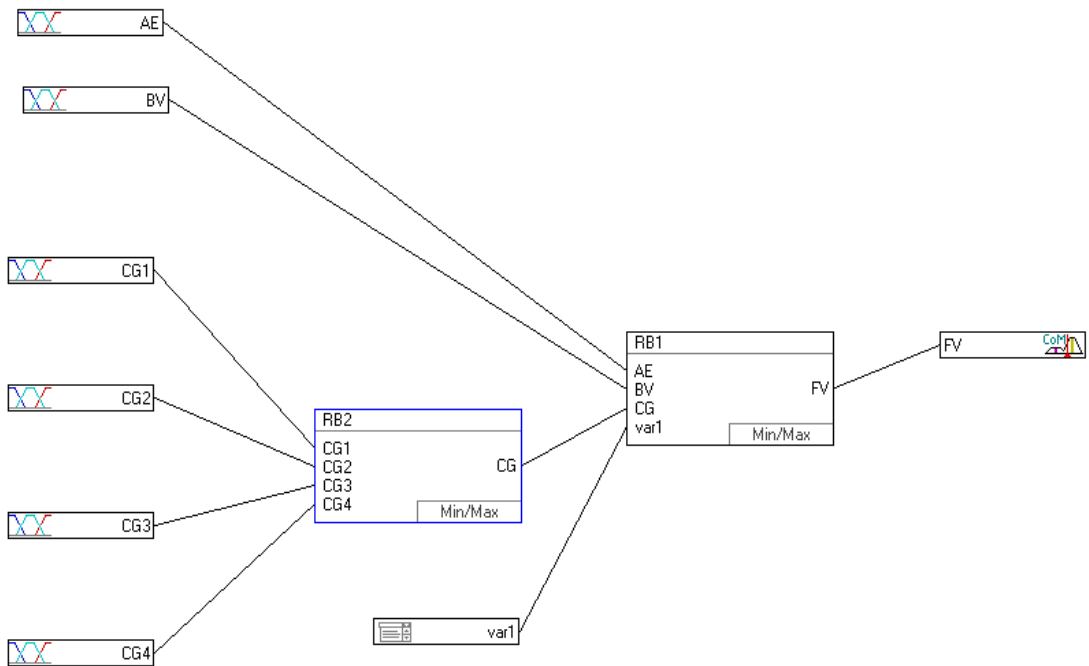 AE
BV
CG1
CG2
CG3
CG4
RB2
CG1
CG2
CG3
CG4
CG
Min/Max
var1
RB1
AE
BV
CG
var1
FV
Min/Max
FV
CoM